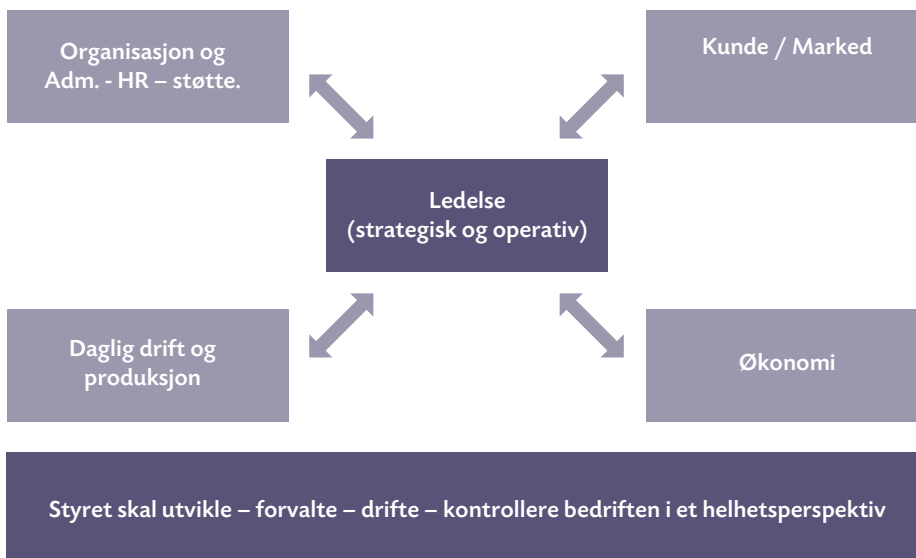 Organisasjon og
Adm. - HR – støtte.
Kunde / Marked
Ledelse
(strategisk og operativ)
Daglig drift og
produksjon
Økonomi
Styret skal utvikle – forvalte – drifte – kontrollere bedriften i et helhetsperspektiv